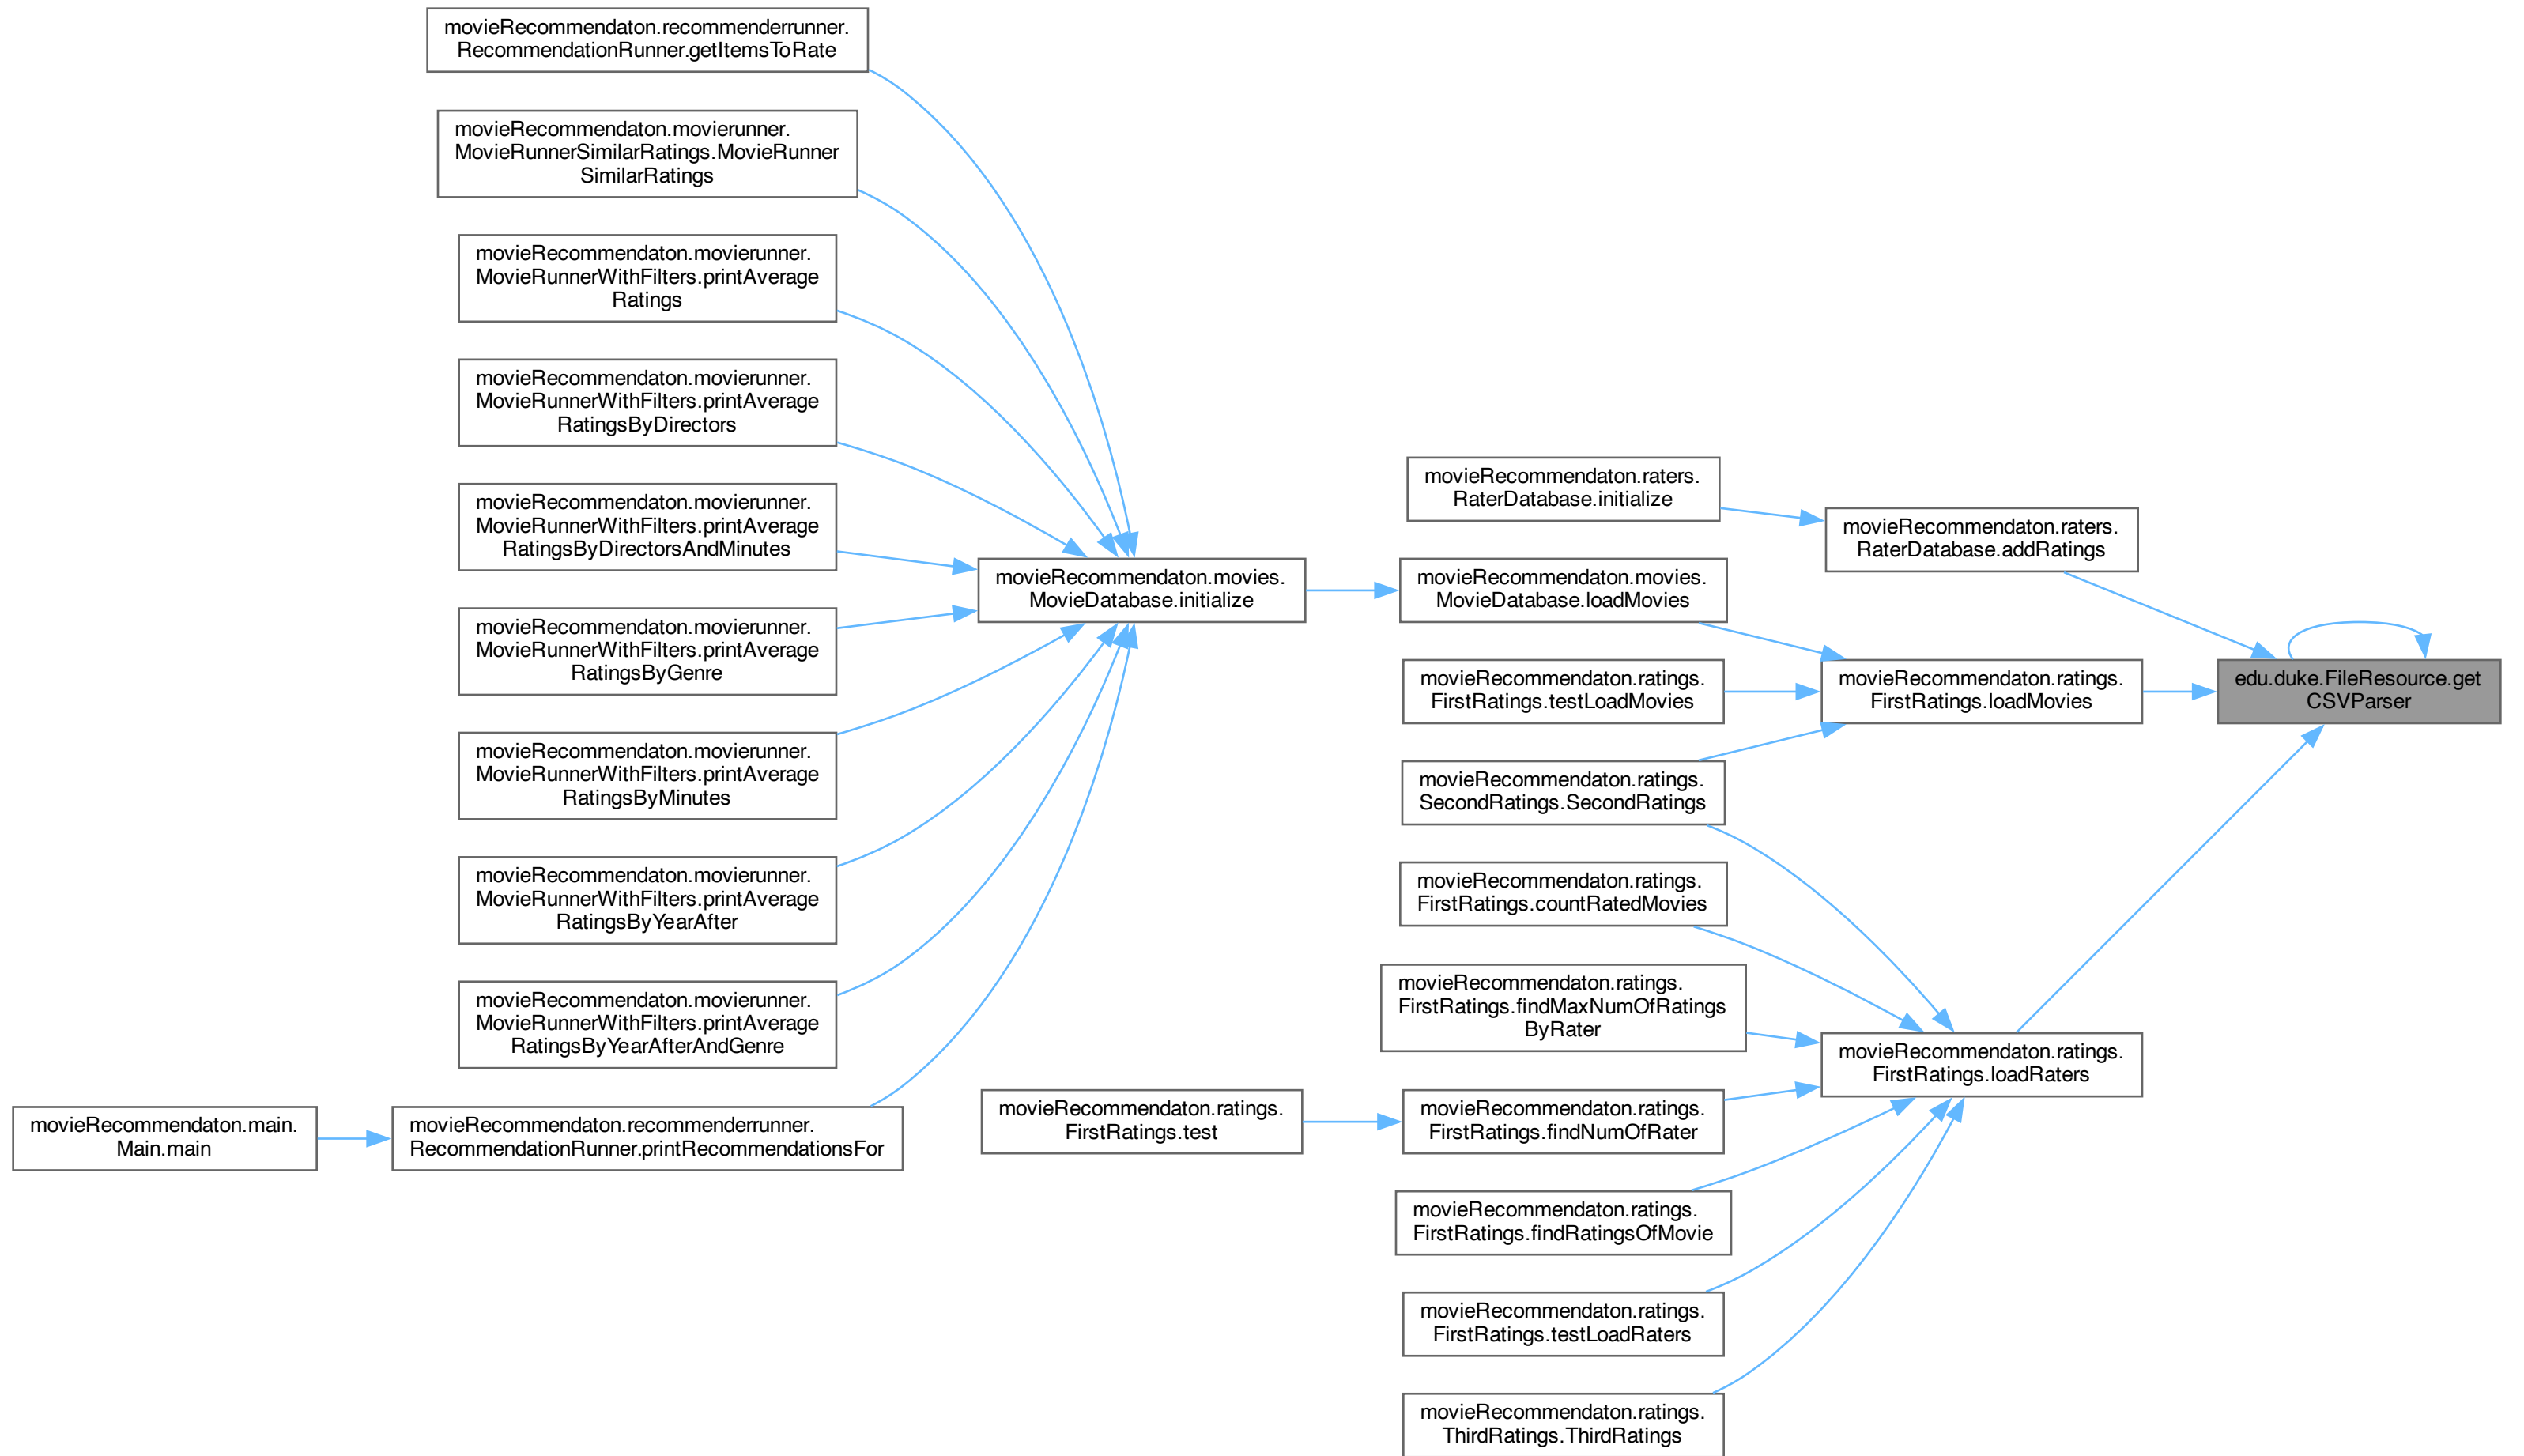 movieRecommendaton.recommenderrunner.
RecommendationRunner.getItemsToRate
movieRecommendaton.movierunner.
MovieRunnerSimilarRatings.MovieRunner
SimilarRatings
movieRecommendaton.movierunner.
MovieRunnerWithFilters.printAverage
Ratings
movieRecommendaton.movierunner.
MovieRunnerWithFilters.printAverage
RatingsByDirectors
movieRecommendaton.movierunner.
MovieRunnerWithFilters.printAverage
RatingsByDirectorsAndMinutes
movieRecommendaton.movierunner.
MovieRunnerWithFilters.printAverage
RatingsByGenre
movieRecommendaton.movierunner.
MovieRunnerWithFilters.printAverage
RatingsByMinutes
movieRecommendaton.movierunner.
MovieRunnerWithFilters.printAverage
RatingsByYearAfter
movieRecommendaton.movierunner.
MovieRunnerWithFilters.printAverage
RatingsByYearAfterAndGenre
movieRecommendaton.main.
Main.main
movieRecommendaton.recommenderrunner.
RecommendationRunner.printRecommendationsFor
movieRecommendaton.movies.
MovieDatabase.initialize
movieRecommendaton.ratings.
FirstRatings.test
movieRecommendaton.raters.
RaterDatabase.initialize
movieRecommendaton.movies.
MovieDatabase.loadMovies
movieRecommendaton.ratings.
FirstRatings.testLoadMovies
movieRecommendaton.ratings.
SecondRatings.SecondRatings
movieRecommendaton.ratings.
FirstRatings.countRatedMovies
movieRecommendaton.ratings.
FirstRatings.findMaxNumOfRatings
ByRater
movieRecommendaton.ratings.
FirstRatings.findNumOfRater
movieRecommendaton.ratings.
FirstRatings.findRatingsOfMovie
movieRecommendaton.ratings.
FirstRatings.testLoadRaters
movieRecommendaton.ratings.
ThirdRatings.ThirdRatings
movieRecommendaton.raters.
RaterDatabase.addRatings
movieRecommendaton.ratings.
FirstRatings.loadMovies
movieRecommendaton.ratings.
FirstRatings.loadRaters
edu.duke.FileResource.get
CSVParser